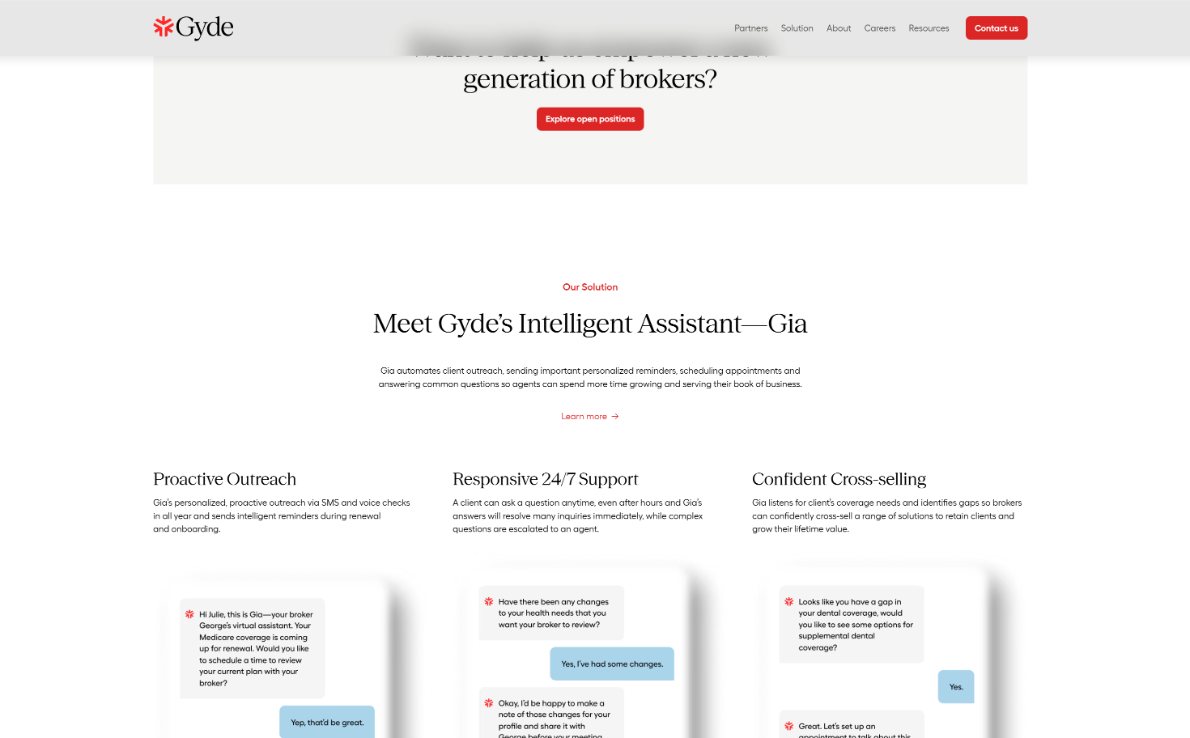 Gyde
Partners
Solution
About
Careers
Resources
Contact us
generation of brokers?
Explore open positions
Our Solution
Meet Gyde's Intelligent Assistant—Gia
Gia automates client outreach, sending important personalized reminders, scheduling appointments and
answering common questions so agents can spend more time growing and serving their book of business.
Learn more →
Proactive Outreach
Gia's personalized, proactive outreach via SMS and voice checks
in all year and sends intelligent reminders during renewal
and onboarding.
Responsive 24/7 Support
A client can ask a question anytime, even after hours and Gia's
answers will resolve many inquiries immediately, while complex
questions are escalated to an agent.
Confident Cross-selling
Gia listens for client's coverage needs and identifies gaps so brokers
can confidently cross-sell a range of solutions to retain clients and
grow their lifetime value.
Hi Julie, this is Gia—your broker
George's virtual assistant. Your
Medicare coverage is coming
up for renewal. Would you like
to schedule a time to review
your current plan with your
broker?
Yep, that'd be great.
Have there been any changes
to your health needs that you
want your broker to review?
Yes, I've had some changes.
Okay, I'd be happy to make a
note of those changes for your
profile and share it with
George before your meeting
Looks like you have a gap in
your dental coverage, would
you like to see some options for
supplemental dental
coverage?
Yes.
Great. Let's set up an
appointment to talk about this